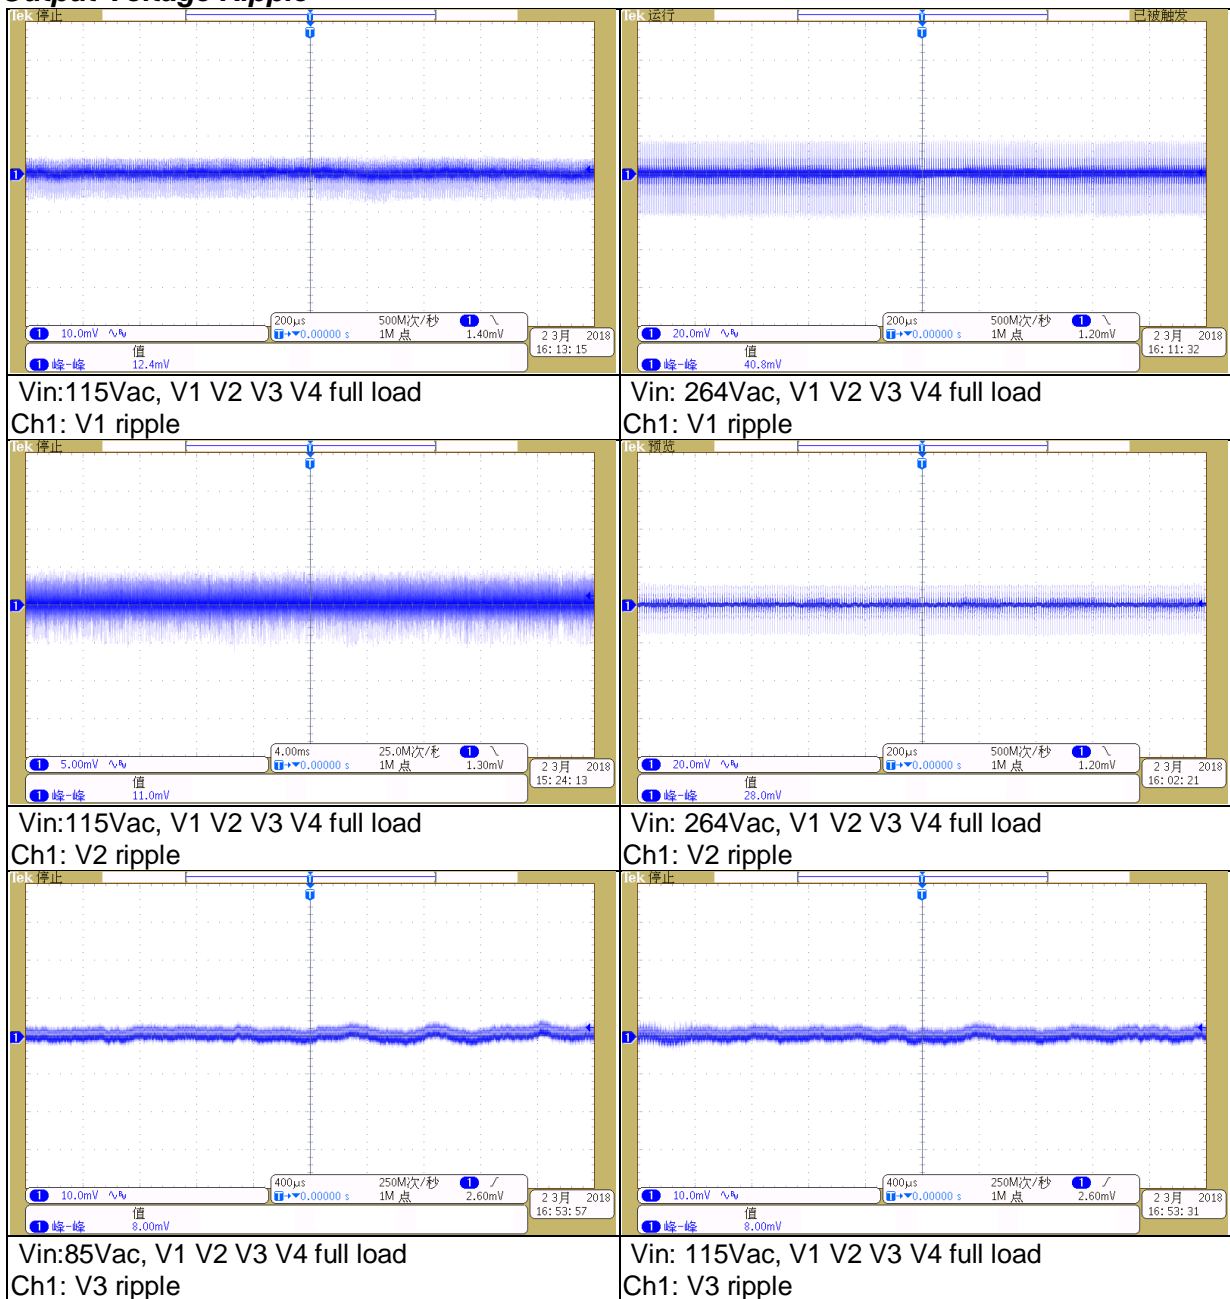 Output Voltage Ripple
Tek 停止
T
T
1
1 10.0mV
200μs 500M次/秒 1
T 0.00000 s 1M 点 1.40mV
值
1 峰-峰 12.4mV
2 3月 2018
16:13:15
Vin:115Vac, V1 V2 V3 V4 full load
Ch1: V1 ripple
Tek 运行 已被触发
T
T
1
1 20.0mV
200μs 500M次/秒 1
T 0.00000 s 1M 点 1.20mV
值
1 峰-峰 40.8mV
2 3月 2018
16:11:32
Vin: 264Vac, V1 V2 V3 V4 full load
Ch1: V1 ripple
Tek 停止
T
T
1
1 5.00mV
4.00ms 25.0M次/秒 1
T 0.00000 s 1M 点 1.30mV
值
1 峰-峰 11.0mV
2 3月 2018
15:24:13
Vin:115Vac, V1 V2 V3 V4 full load
Ch1: V2 ripple
Tek 预览
T
T
1
1 20.0mV
200μs 500M次/秒 1
T 0.00000 s 1M 点 1.20mV
值
1 峰-峰 28.0mV
2 3月 2018
16:02:21
Vin: 264Vac, V1 V2 V3 V4 full load
Ch1: V2 ripple
Tek 停止
T
T
1
1 10.0mV
400μs 250M次/秒 1
T 0.00000 s 1M 点 2.60mV
值
1 峰-峰 8.00mV
2 3月 2018
16:53:57
Vin:85Vac, V1 V2 V3 V4 full load
Ch1: V3 ripple
Tek 停止
T
T
1
1 10.0mV
400μs 250M次/秒 1
T 0.00000 s 1M 点 2.60mV
值
1 峰-峰 8.00mV
2 3月 2018
16:53:31
Vin: 115Vac, V1 V2 V3 V4 full load
Ch1: V3 ripple